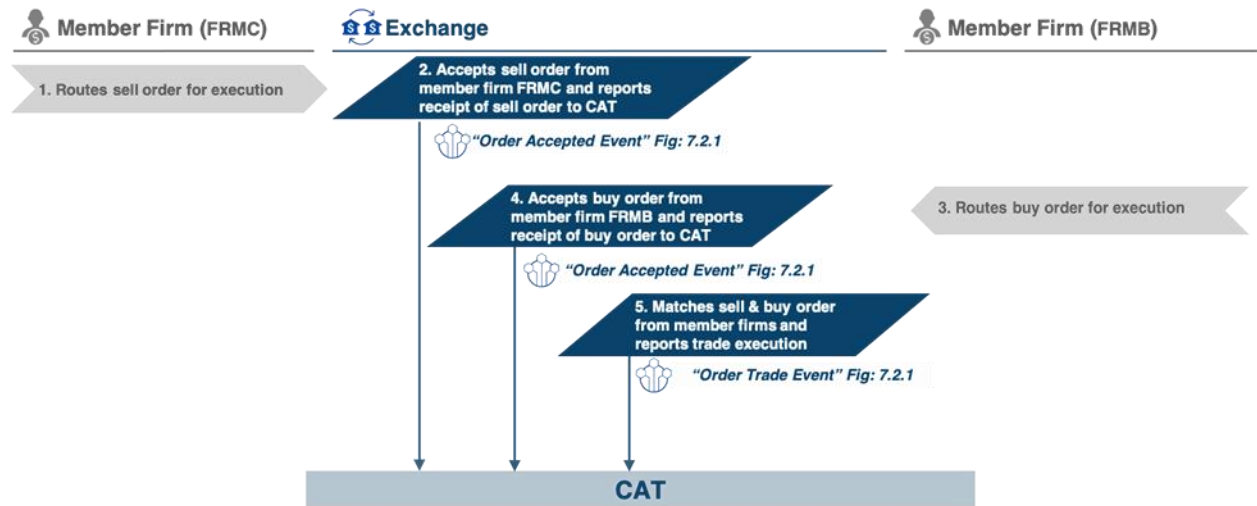 Member Firm (FRMC)
Exchange
Member Firm (FRMB)
1. Routes sell order for execution
2. Accepts sell order from
member firm FRMC and reports
receipt of sell order to CAT
"Order Accepted Event" Fig: 7.2.1
3. Routes buy order for execution
4. Accepts buy order from
member firm FRMB and reports
receipt of buy order to CAT
"Order Accepted Event" Fig: 7.2.1
5. Matches sell & buy order
from member firms and
reports trade execution
"Order Trade Event" Fig: 7.2.1
CAT